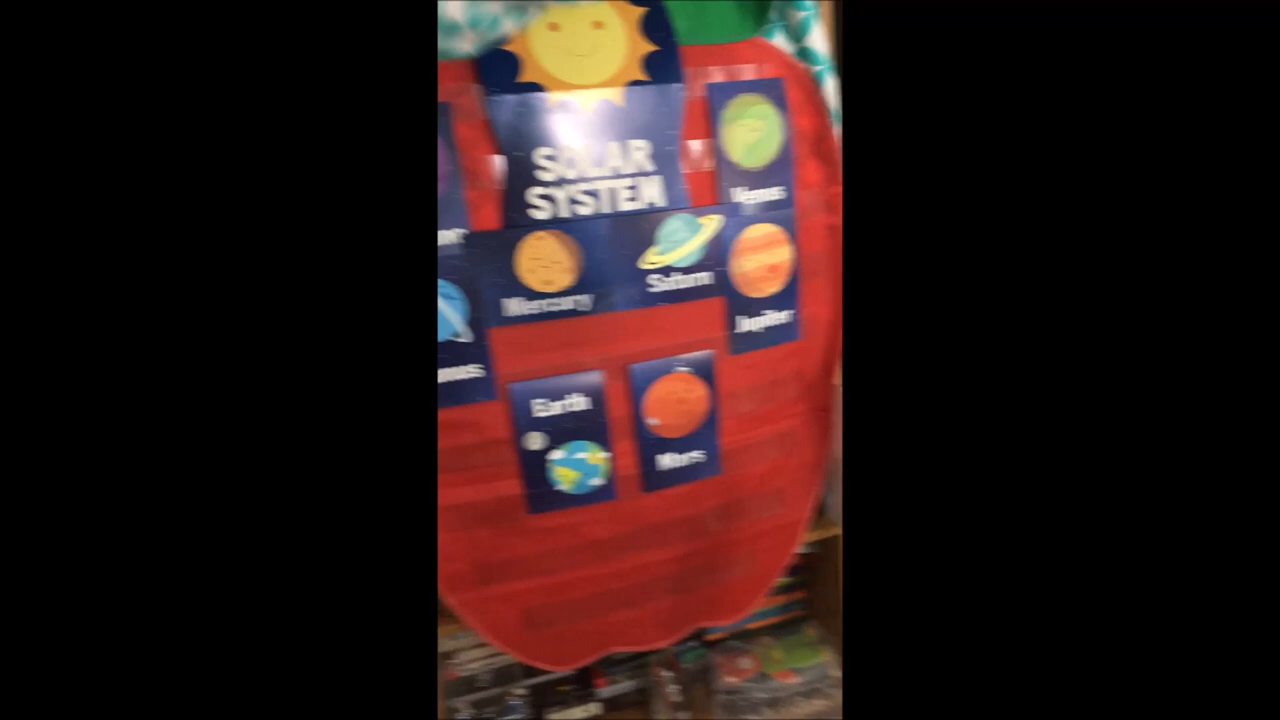 SOLAR
SYSTEM
Venus
Mercury
Saturn
Jupiter
Earth
Mars